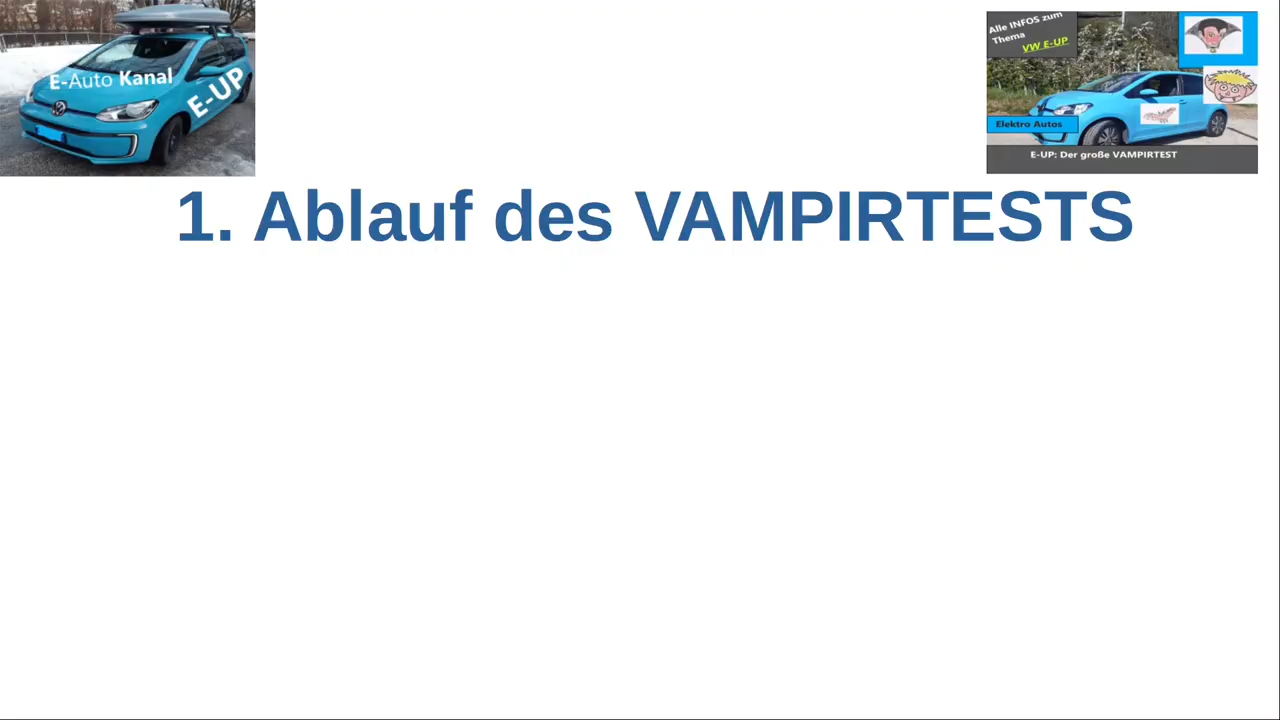 E-Auto Kanal
E-UP
Alle INFOS zum
Thema
VW E-UP
Elektro Autos
E-UP: Der große VAMPIRTEST
1. Ablauf des VAMPIRTESTS